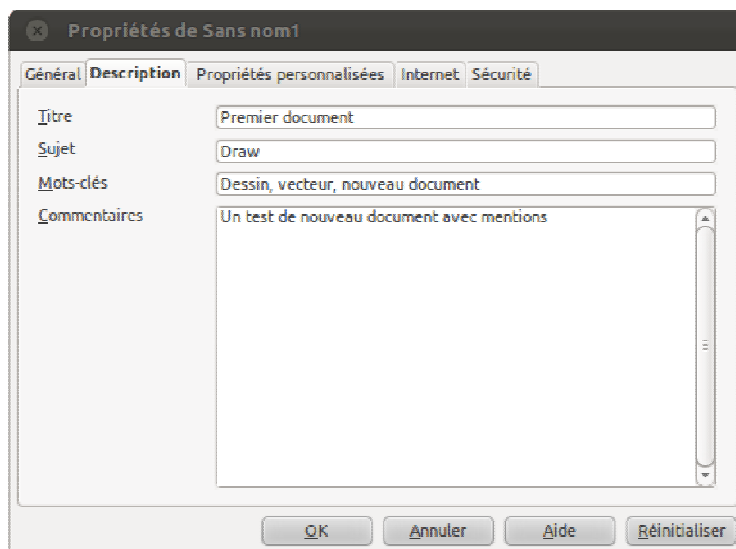 Propriétés de Sans nom1
Général Description Propriétés personnalisées Internet Sécurité
Titre Premier document
Sujet Draw
Mots-clés Dessin, vecteur, nouveau document
Commentaires Un test de nouveau document avec mentions
OK Annuler Aide Réinitialiser